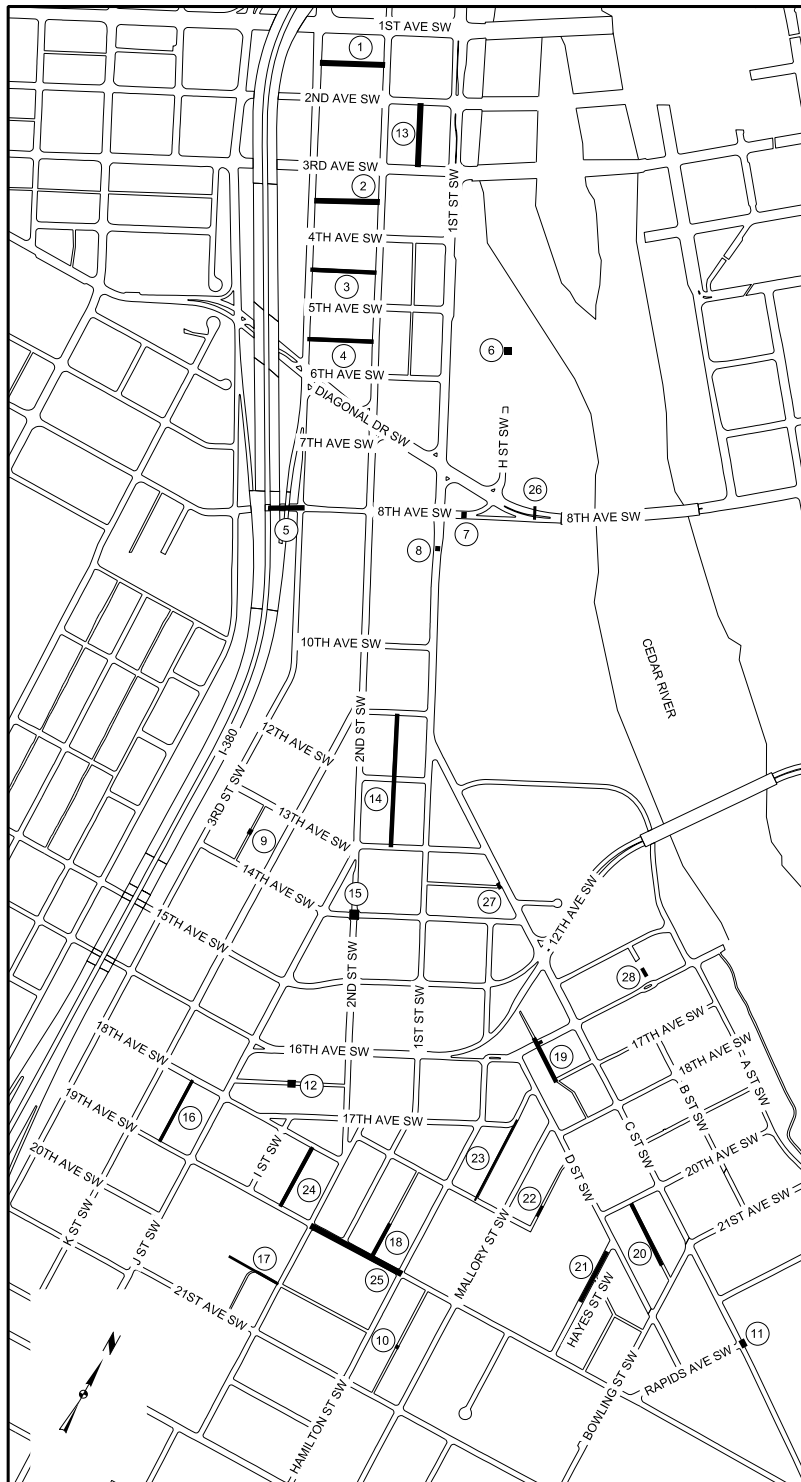 1ST AVE SW
1
2ND AVE SW
13
3RD AVE SW
2
1ST ST SW
4TH AVE SW
3
5TH AVE SW
4
6
6TH AVE SW
DIAGONAL DR SW
7TH AVE SW
H ST SW
26
8TH AVE SW
8TH AVE SW
5
7
8
10TH AVE SW
CEDAR RIVER
2ND ST SW
12TH AVE SW
I-380
3RD ST SW
14
13TH AVE SW
9
14TH AVE SW
15
27
12TH AVE SW
15TH AVE SW
28
2ND ST SW
1ST ST SW
18TH AVE SW
16TH AVE SW
19
17TH AVE SW
18TH AVE SW
A ST SW
12
19TH AVE SW
16
17TH AVE SW
B ST SW
C ST SW
20TH AVE SW
I ST SW
23
D ST SW
20TH AVE SW
24
22
21ST AVE SW
K ST SW
J ST SW
18
MALLORY ST SW
20
17
25
21
HAYES ST SW
21ST AVE SW
10
11
N
RAPIDS AVE SW
BOWLING ST SW
HAMILTON ST SW